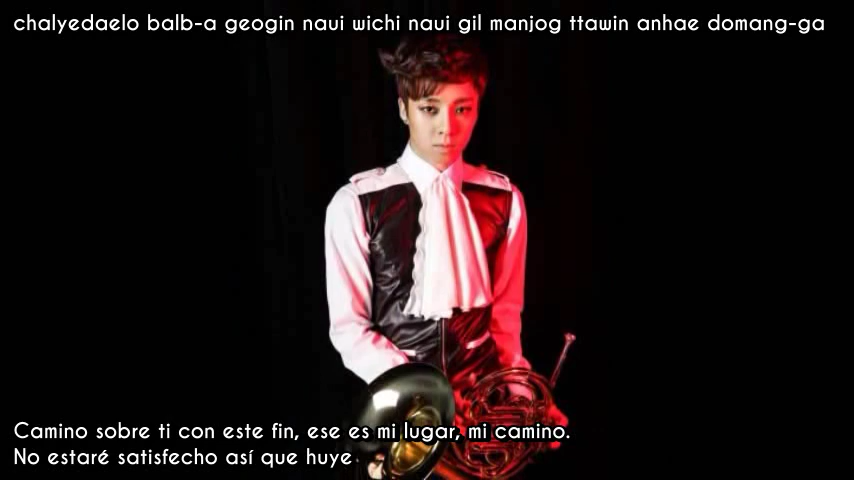 chalyedaelo balb-a geogin naui wichi naui gil manjog ttawin anhae domang-ga
Camino sobre ti con este fin, ese es mi lugar, mi camino.
No estaré satisfecho así que huye